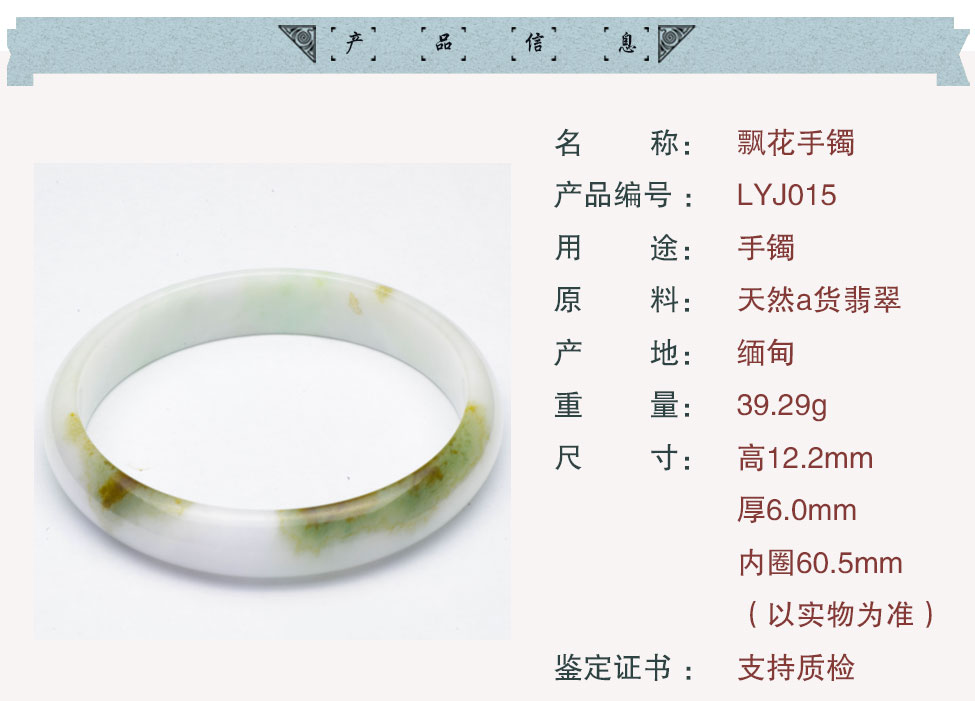 产品信息
名称：飘花手镯
产品编号：LYJ015
用途：手镯
原料：天然a货翡翠
产地：缅甸
重量：39.29g
尺寸：高12.2mm
厚6.0mm
内圈60.5mm
（以实物为准）
鉴定证书：支持质检